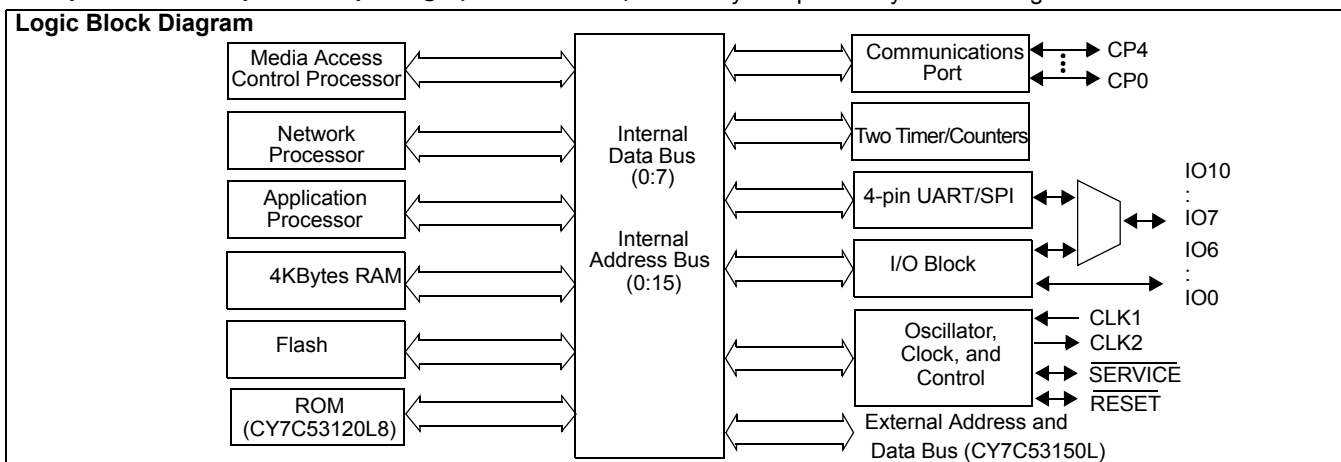 Logic Block Diagram
Media Access
Control Processor
Network
Processor
Application
Processor
4KBytes RAM
Flash
ROM
(CY7C53120L8)
Internal
Data Bus
(0:7)
Internal
Address Bus
(0:15)
Communications
Port
CP4
CP0
Two Timer/Counters
4-pin UART/SPI
I/O Block
IO10
:
IO7
IO6
:
IO0
Oscillator,
Clock, and
Control
CLK1
CLK2
SERVICE
RESET
External Address and
Data Bus (CY7C53150L)